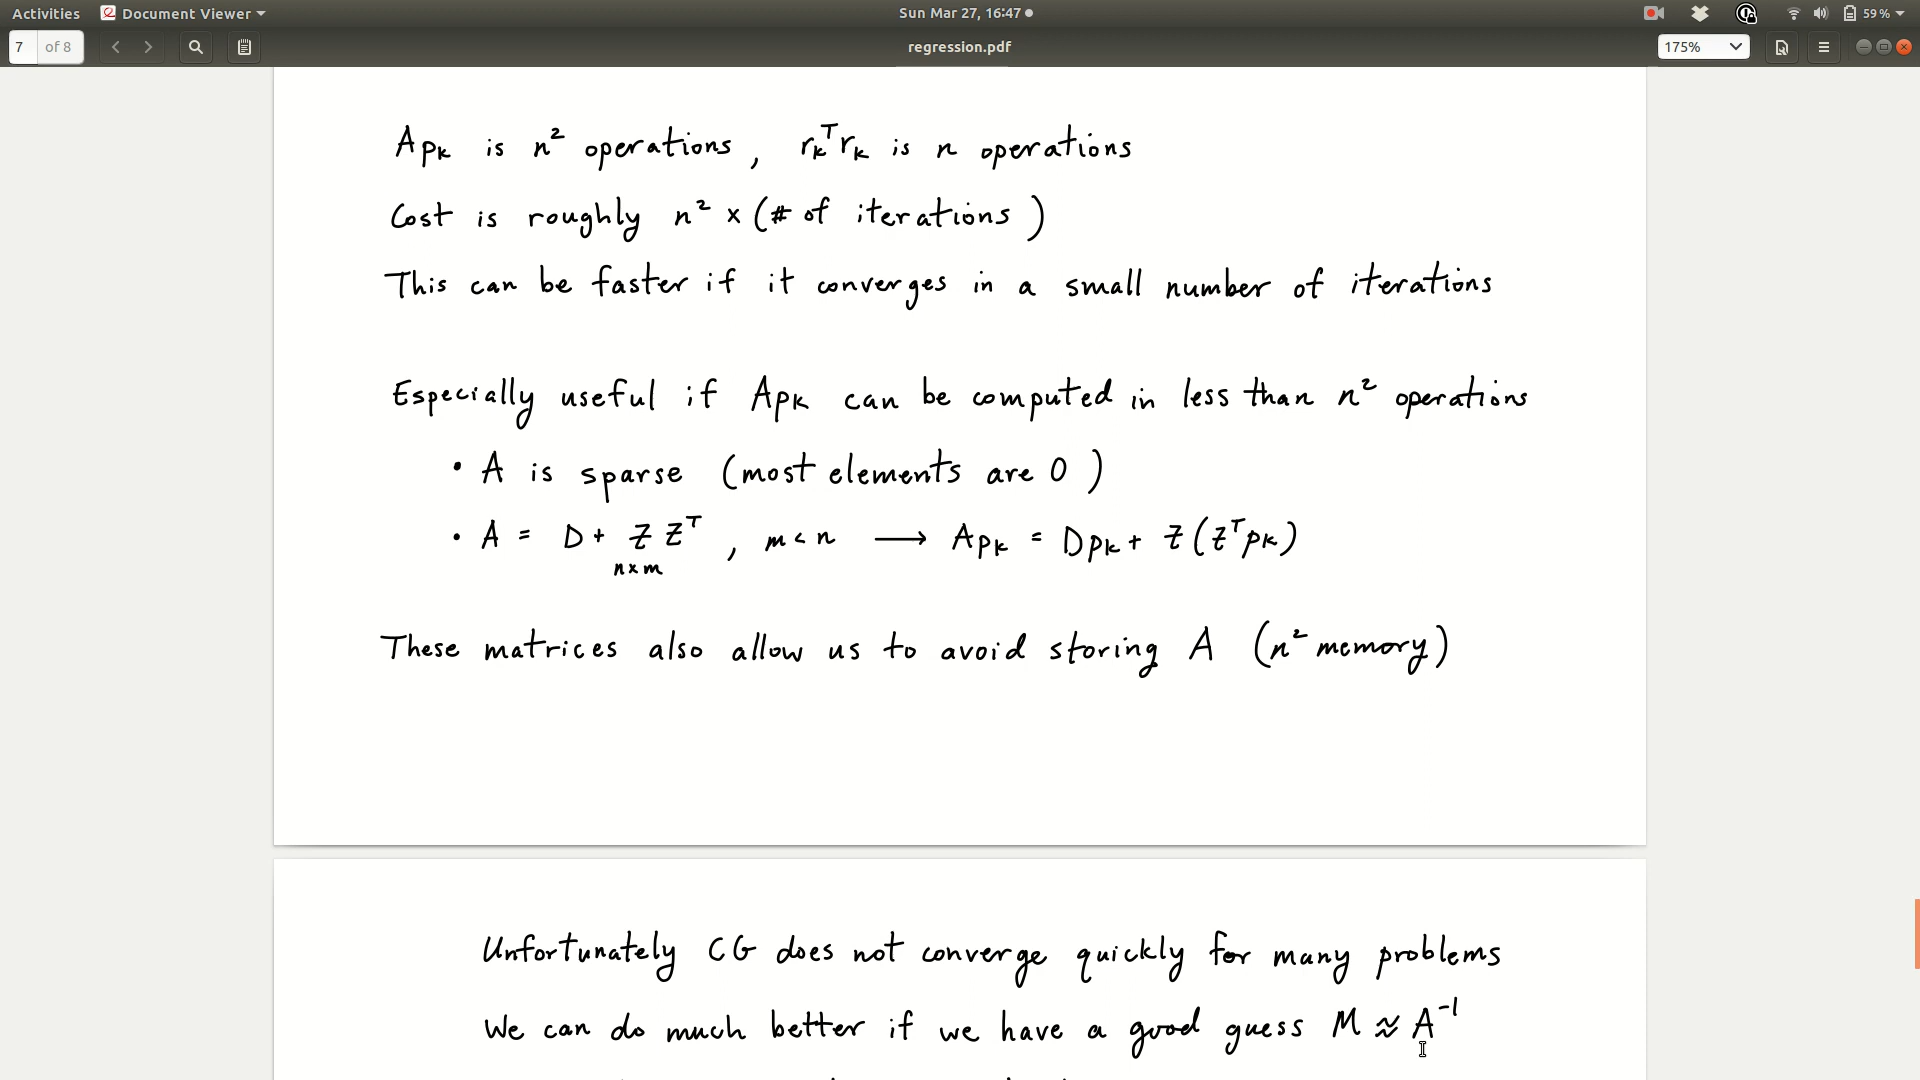 Activities Document Viewer Sun Mar 27, 16:47 59 %
7 of 8 regression.pdf 175%
Apₖ is n² operations , rₖᵀrₖ is n operations
Cost is roughly n² × (# of iterations )
This can be faster if it converges in a small number of iterations
Especially useful if Apₖ can be computed in less than n² operations
• A is sparse (most elements are 0 )
• A = D + Z Zᵀ , m < n ⟶ Apₖ = Dpₖ + Z (Zᵀpₖ)
n×m
These matrices also allow us to avoid storing A (n² memory)
Unfortunately CG does not converge quickly for many problems
We can do much better if we have a good guess M ≈ A⁻¹